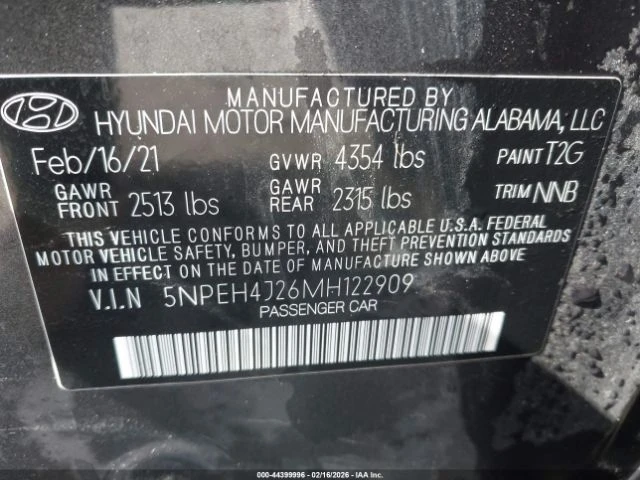 MANUFACTURED BY
HYUNDAI MOTOR MANUFACTURING ALABAMA, LLC
Feb/16/21 GVWR 4354 lbs PAINT T2G
GAWR FRONT 2513 lbs GAWR REAR 2315 lbs TRIM NNB
THIS VEHICLE CONFORMS TO ALL APPLICABLE U.S.A. FEDERAL
MOTOR VEHICLE SAFETY, BUMPER, AND THEFT PREVENTION STANDARDS
IN EFFECT ON THE DATE OF MANUFACTURE SHOWN ABOVE.
V.I.N 5NPEH4J26MH122909
PASSENGER CAR
000-44399996 - 02/16/2026 - IAAI, Inc.